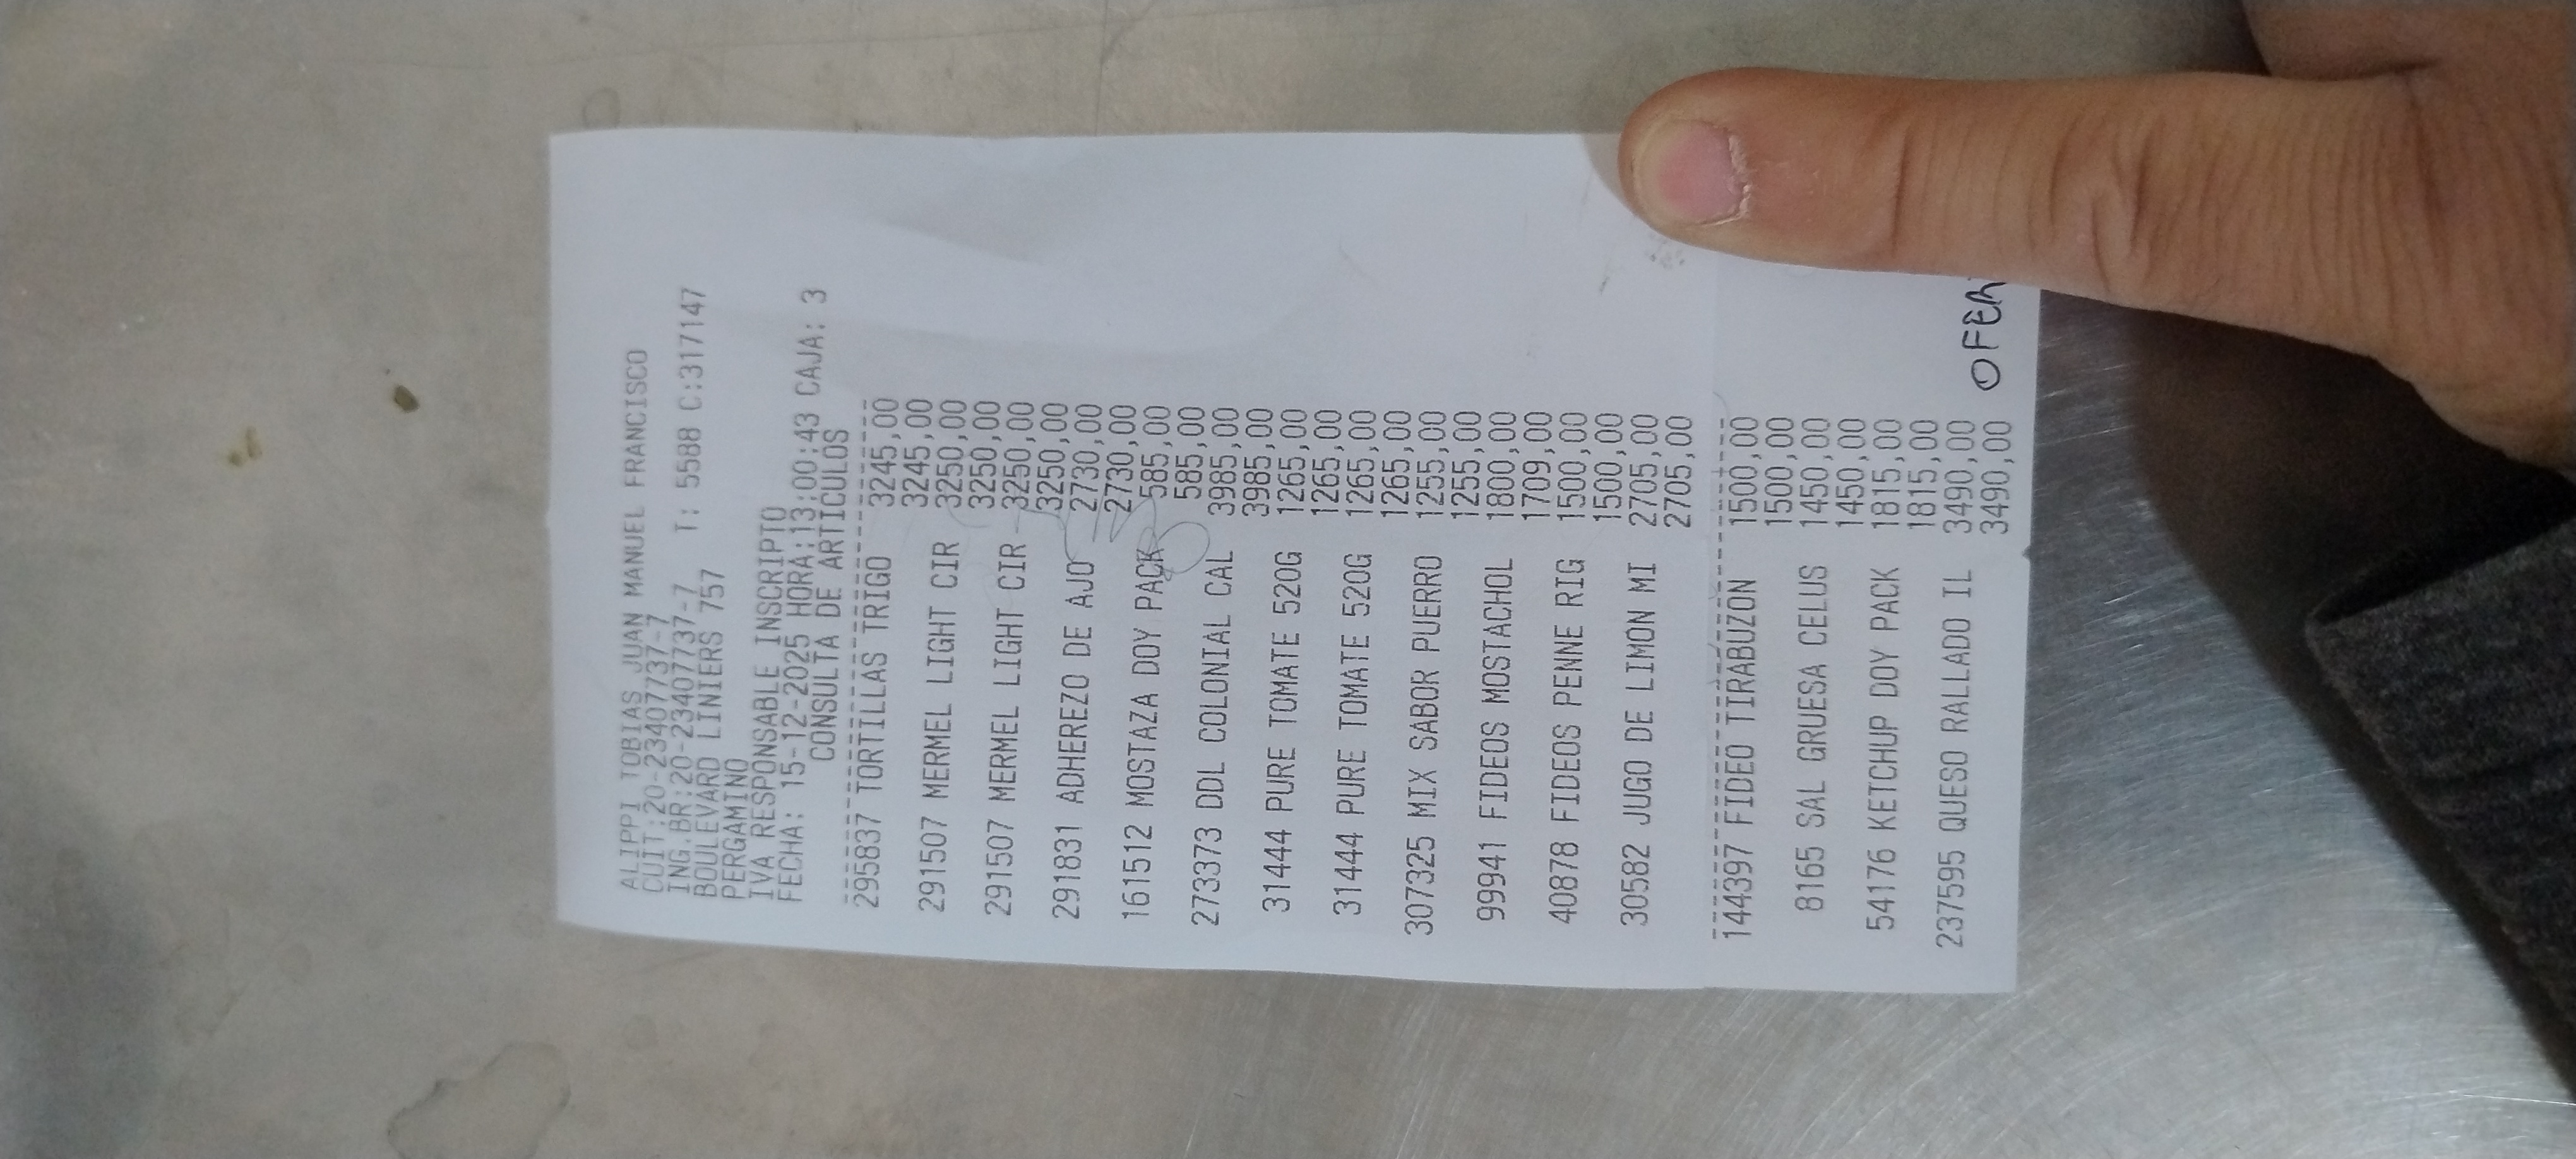 ALIPPI TOBIAS JUAN MANUEL FRANCISCO
CUIT:20-23407737-7
ING.BR:20-23407737-7 T: 5588 C:317147
BOULEVARD LINIERS 757
PERGAMINO
IVA RESPONSABLE INSCRIPTO
FECHA: 15-12-2025 HORA:13:00:43 CAJA: 3
CONSULTA DE ARTICULOS
295837 TORTILLAS TRIGO 3245,00
3245,00
291507 MERMEL LIGHT CIR 3250,00
3250,00
291507 MERMEL LIGHT CIR 3250,00
3250,00
291831 ADHEREZO DE AJO 2730,00
2730,00
161512 MOSTAZA DOY PACK 585,00
585,00
273373 DDL COLONIAL CAL 3985,00
3985,00
31444 PURE TOMATE 520G 1265,00
1265,00
31444 PURE TOMATE 520G 1265,00
1265,00
307325 MIX SABOR PUERRO 1255,00
1255,00
99941 FIDEOS MOSTACHOL 1800,00
1709,00
40878 FIDEOS PENNE RIG 1500,00
1500,00
30582 JUGO DE LIMON MI 2705,00
2705,00
144397 FIDEO TIRABUZON 1500,00
1500,00
8165 SAL GRUESA CELUS 1450,00
1450,00
54176 KETCHUP DOY PACK 1815,00
1815,00
237595 QUESO RALLADO IL 3490,00
3490,00